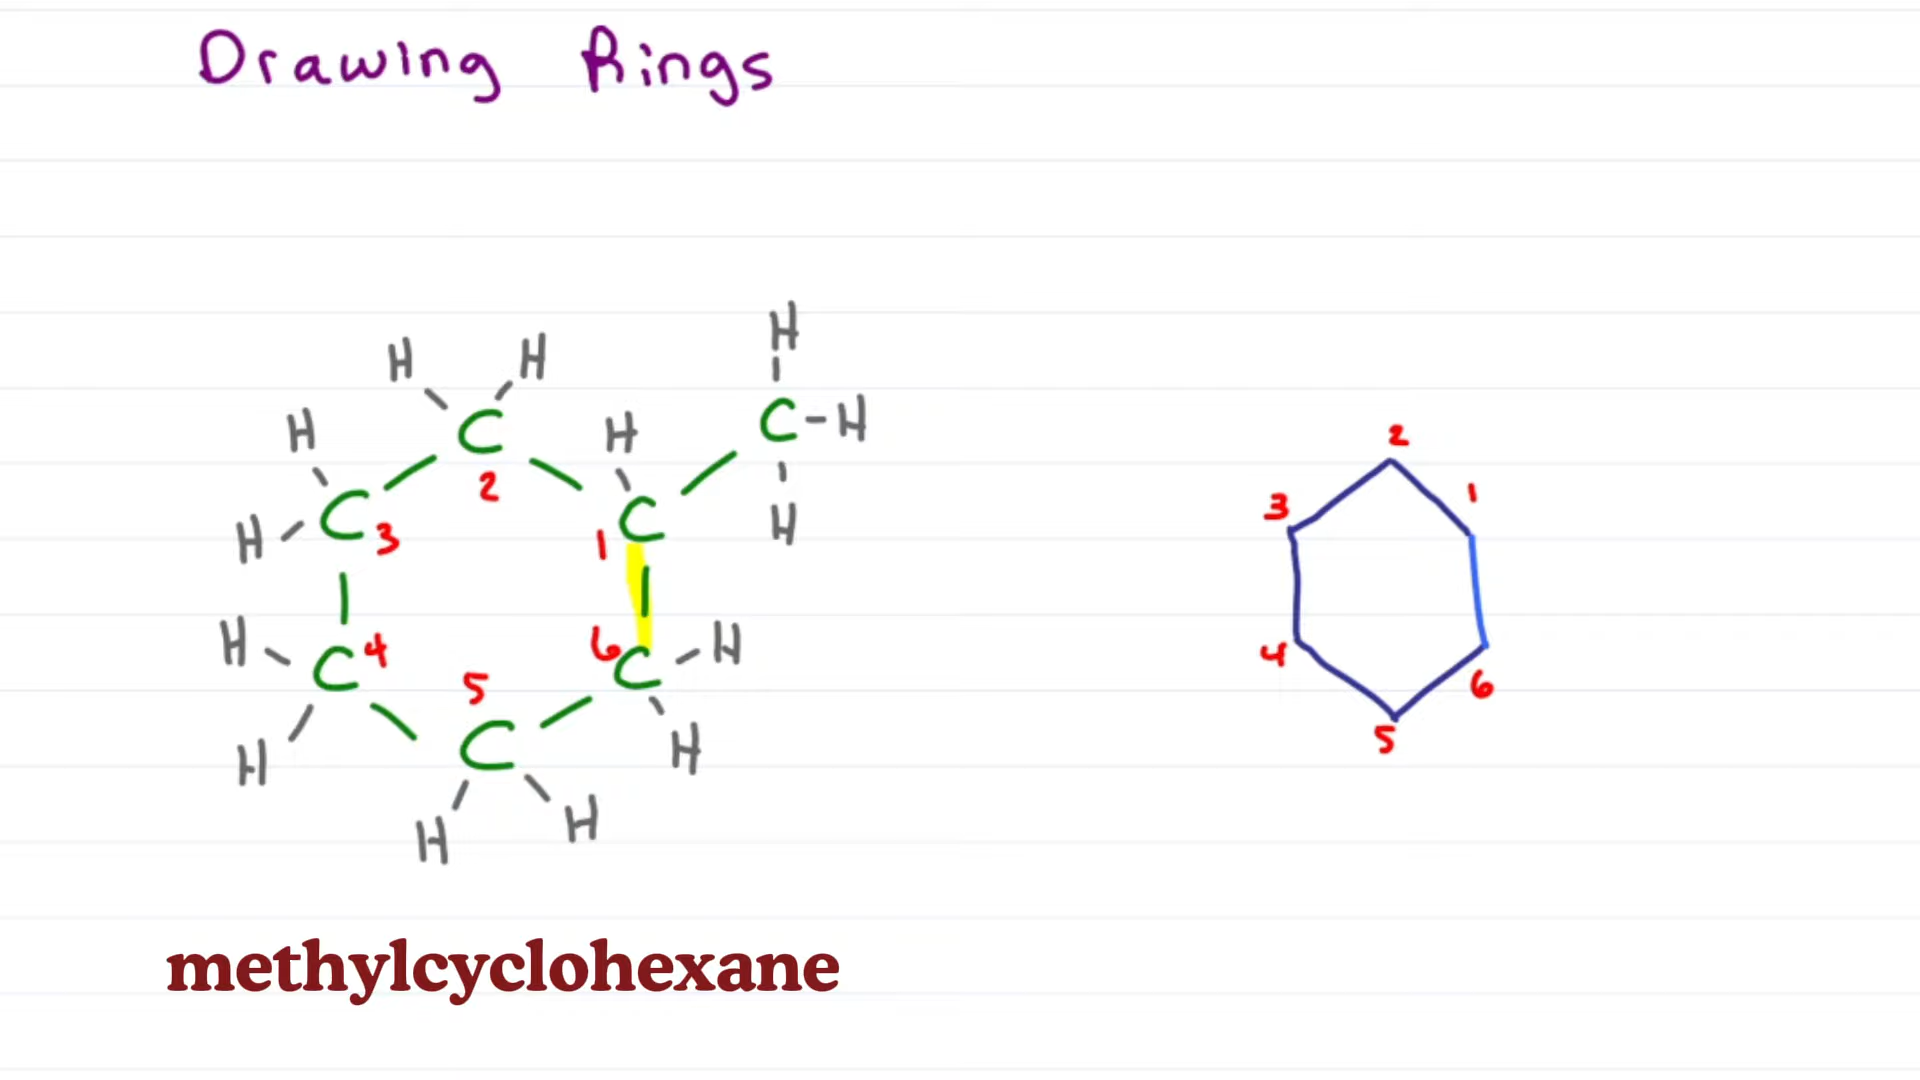 Drawing Rings
H
H H
H C-H
H C H
2 2
C C 1
3 1 3
H H
H C 4 6 C H
5 4 6
H C H 5
H H
methylcyclohexane